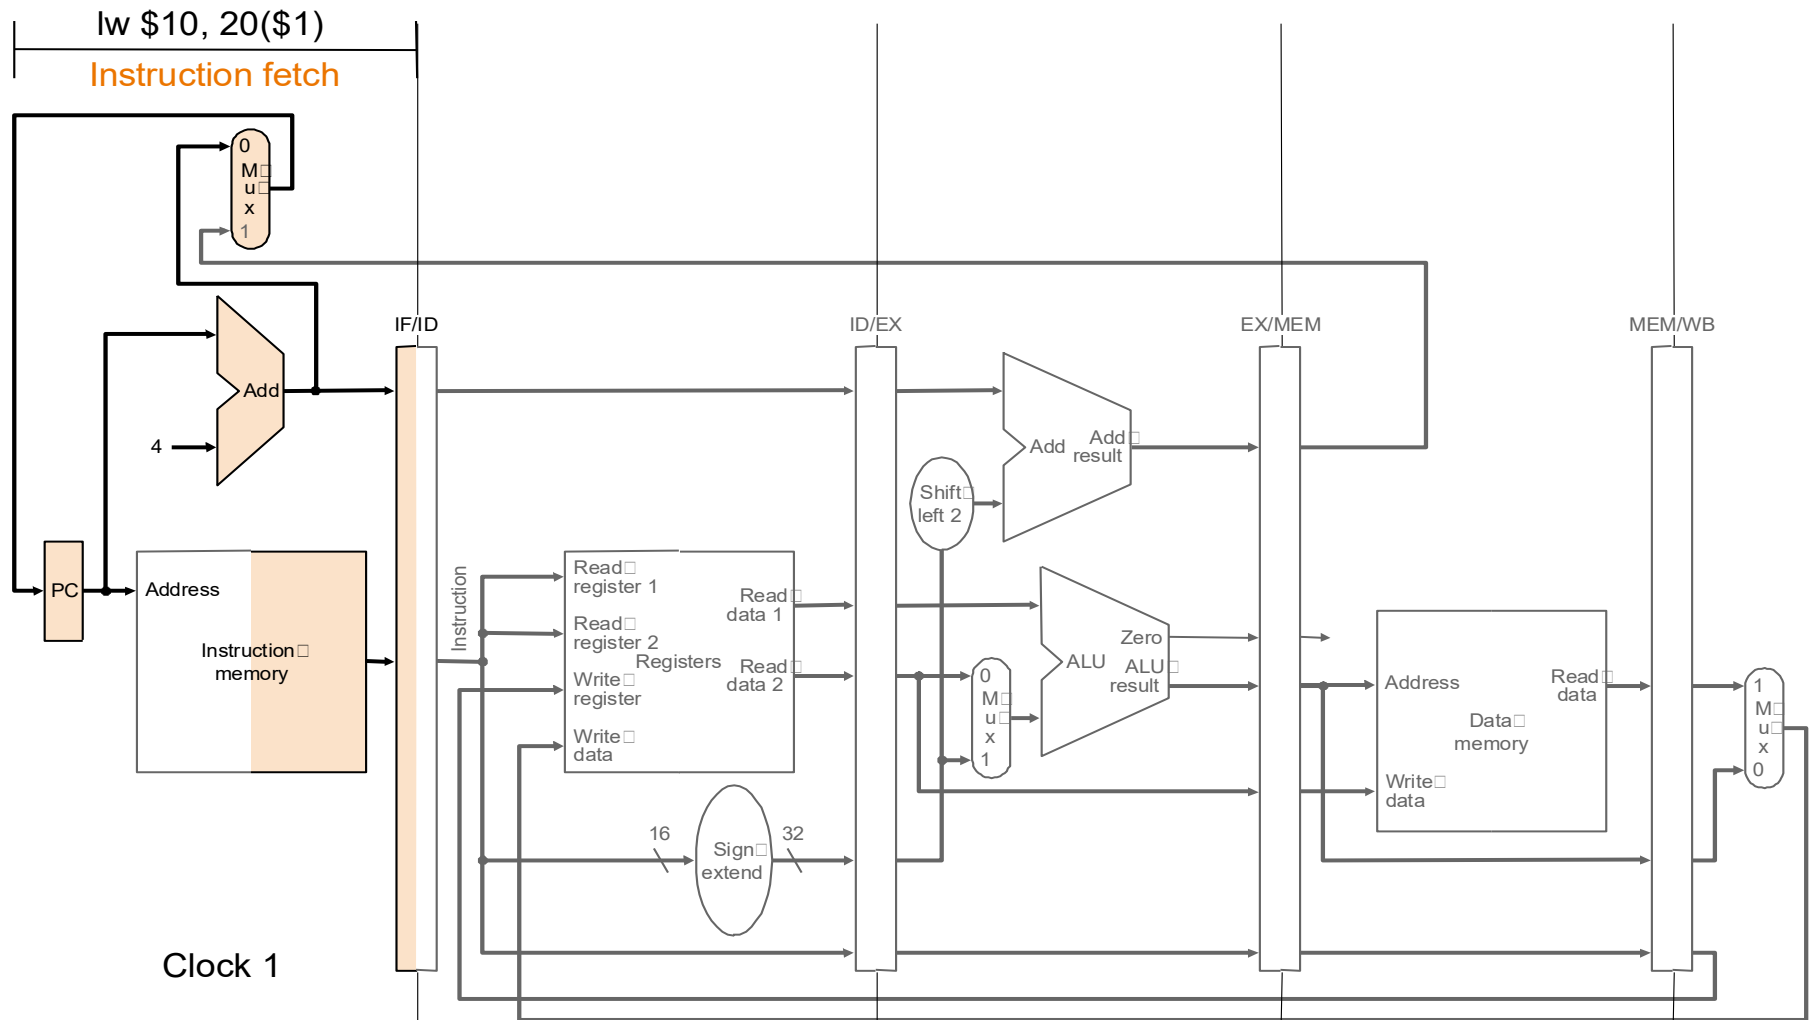 lw $10, 20($1)
Instruction fetch
0
M
u
x
1
IF/ID
ID/EX
EX/MEM
MEM/WB
Add
4
Add
Add
result
Shift
left 2
PC
Address
Instruction
memory
Instruction
Read
register 1
Read
register 2
Write
register
Write
data
Registers
Read
data 1
Read
data 2
0
M
u
x
1
Zero
ALU
ALU
result
Address
Read
data
Data
memory
Write
data
1
M
u
x
0
16
Sign
extend
32
Clock 1